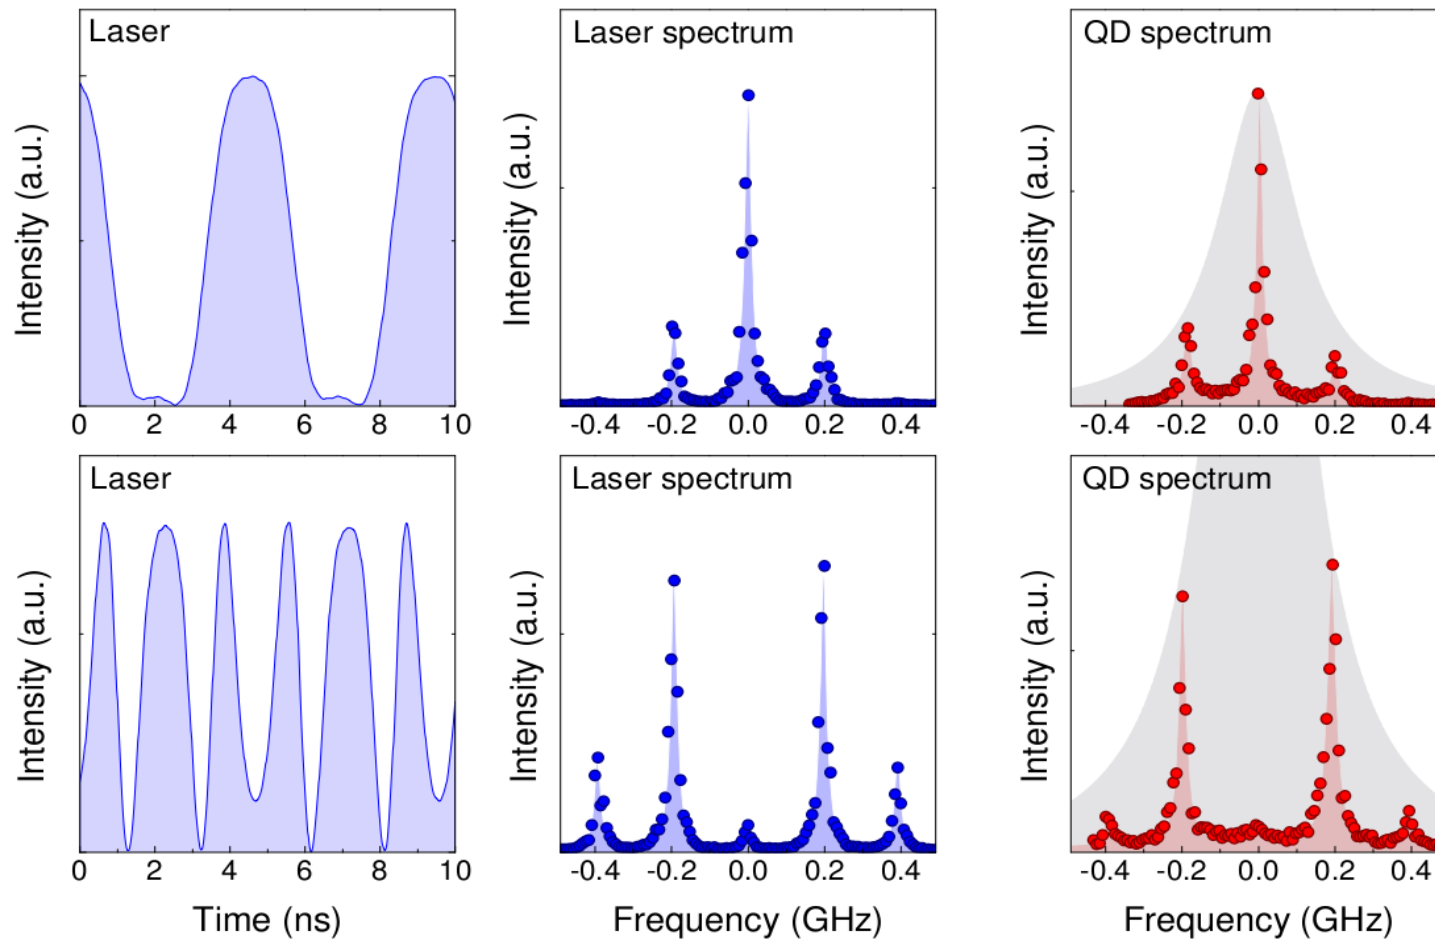 Laser
Intensity (a.u.)
0 2 4 6 8 10
Laser spectrum
Intensity (a.u.)
-0.4 -0.2 0.0 0.2 0.4
QD spectrum
Intensity (a.u.)
-0.4 -0.2 0.0 0.2 0.4
Laser
Intensity (a.u.)
0 2 4 6 8 10
Time (ns)
Laser spectrum
Intensity (a.u.)
-0.4 -0.2 0.0 0.2 0.4
Frequency (GHz)
QD spectrum
Intensity (a.u.)
-0.4 -0.2 0.0 0.2 0.4
Frequency (GHz)